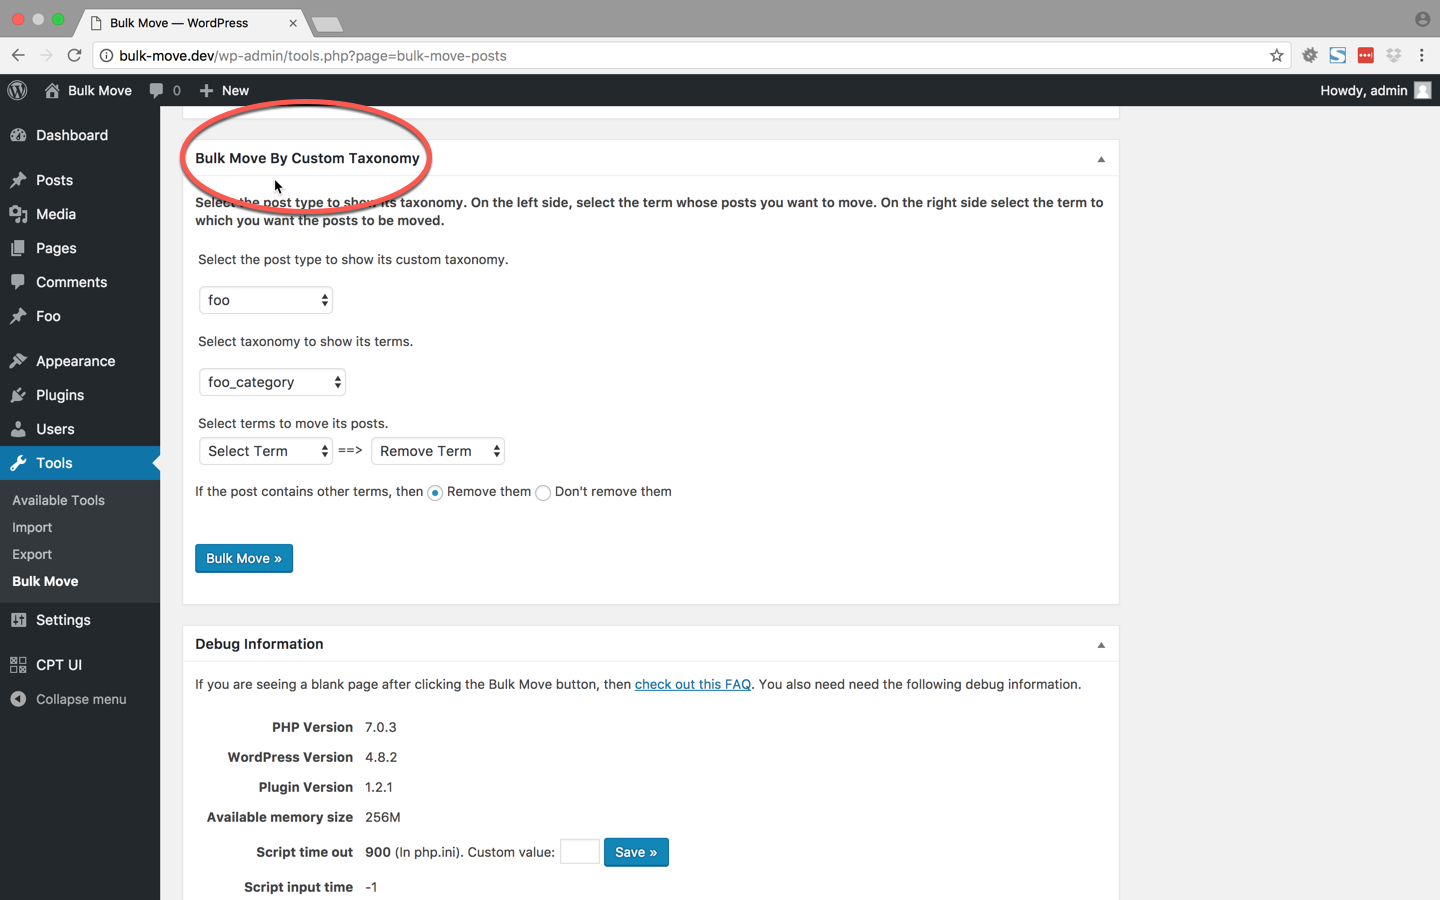 Bulk Move — WordPress
bulk-move.dev/wp-admin/tools.php?page=bulk-move-posts
Bulk Move 0 New Howdy, admin
Dashboard
Posts
Media
Pages
Comments
Foo
Appearance
Plugins
Users
Tools
Available Tools
Import
Export
Bulk Move
Settings
CPT UI
Collapse menu
Bulk Move By Custom Taxonomy
Select the post type to show its taxonomy. On the left side, select the term whose posts you want to move. On the right side select the term to
which you want the posts to be moved.
Select the post type to show its custom taxonomy.
foo
Select taxonomy to show its terms.
foo_category
Select terms to move its posts.
Select Term ==> Remove Term
If the post contains other terms, then Remove them Don't remove them
Bulk Move »
Debug Information
If you are seeing a blank page after clicking the Bulk Move button, then check out this FAQ. You also need need the following debug information.
PHP Version 7.0.3
WordPress Version 4.8.2
Plugin Version 1.2.1
Available memory size 256M
Script time out 900 (In php.ini). Custom value: Save »
Script input time -1